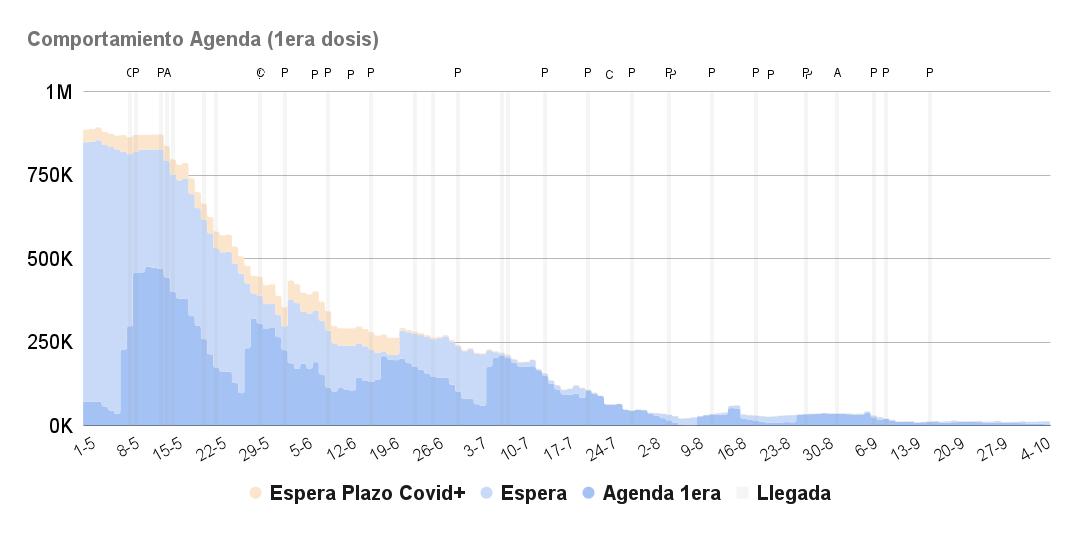 Comportamiento Agenda (1era dosis)
P PA P P P P P P P P C P P P P P A P P P
1M
750K
500K
250K
0K
1-5 8-5 15-5 22-5 29-5 5-6 12-6 19-6 26-6 3-7 10-7 17-7 24-7 2-8 9-8 16-8 23-8 30-8 6-9 13-9 20-9 27-9 4-10
Espera Plazo Covid+ Espera Agenda 1era Llegada